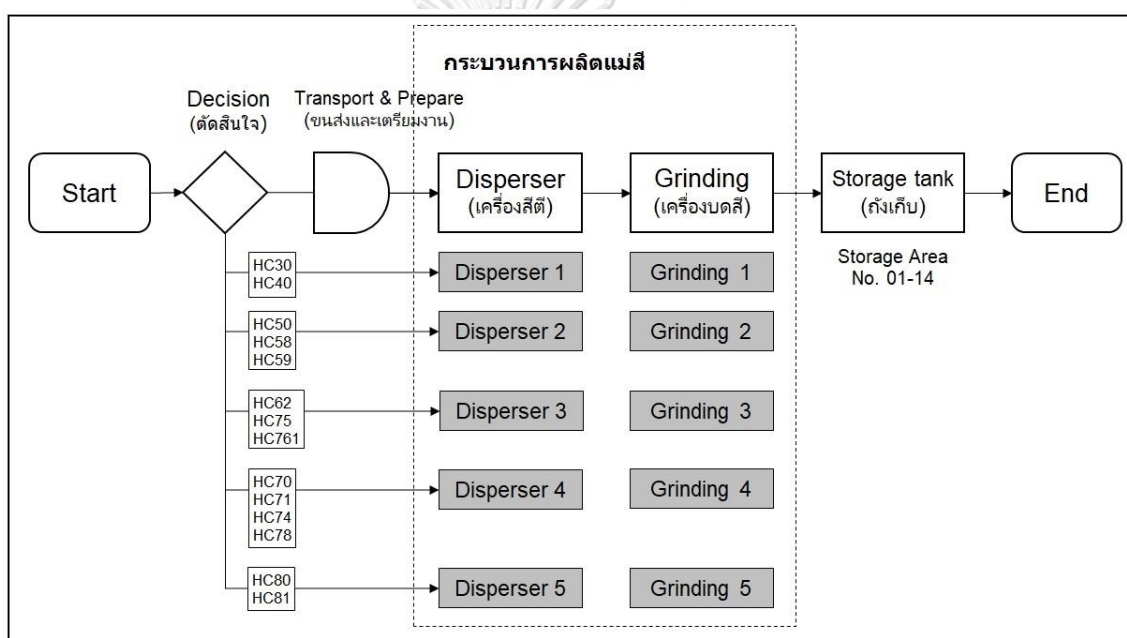 กระบวนการผลิตแม่สี
Decision
(ตัดสินใจ)
Transport & Prepare
(ขนส่งและเตรียมงาน)
Start
Disperser
(เครื่องสีตี)
Grinding
(เครื่องบดสี)
Storage tank
(ถังเก็บ)
End
Storage Area
No. 01-14
HC30
HC40
Disperser 1
Grinding 1
HC50
HC58
HC59
Disperser 2
Grinding 2
HC62
HC75
HC761
Disperser 3
Grinding 3
HC70
HC71
HC74
HC78
Disperser 4
Grinding 4
HC80
HC81
Disperser 5
Grinding 5